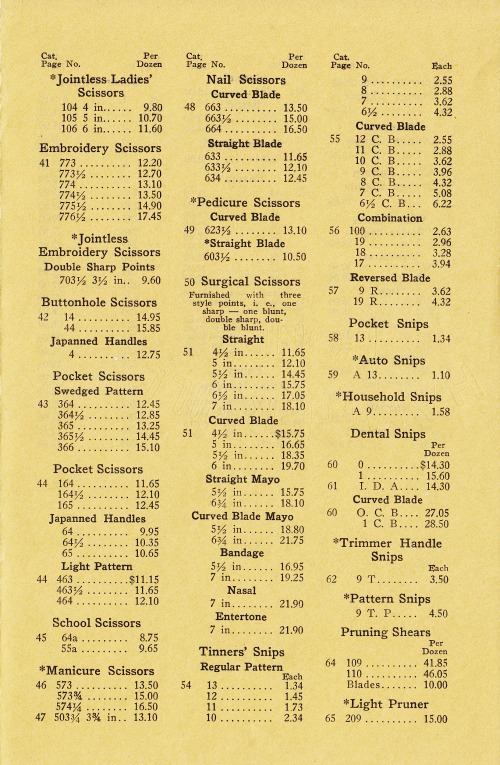 Cat. Per
Page No. Dozen
*Jointless Ladies'
Scissors
104 4 in...... 9.80
105 5 in...... 10.70
106 6 in...... 11.60
Embroidery Scissors
41 773 .......... 12.20
773½ ......... 12.70
774 .......... 13.10
774½ ......... 13.50
775½ ......... 14.90
776½ ......... 17.45
*Jointless
Embroidery Scissors
Double Sharp Points
703½ 3½ in.. 9.60
Buttonhole Scissors
42 14 ........... 14.95
44 ........... 15.85
Japanned Handles
4 ............ 12.75
Pocket Scissors
Swedged Pattern
43 364 .......... 12.45
364½ ......... 12.85
365 .......... 13.25
365½ ......... 14.45
366 .......... 15.10
Pocket Scissors
44 164 .......... 11.65
164½ ........ 12.10
165 .......... 12.45
Japanned Handles
64 ........... 9.95
64½ .......... 10.35
65 ........... 10.65
Light Pattern
44 463 .........$11.15
463½ ........ 11.65
464 .......... 12.10
School Scissors
45 64a .......... 8.75
55a .......... 9.65
*Manicure Scissors
46 573 .......... 13.50
573¾ ........ 15.00
574¼ ........ 16.50
47 503¾ 3¾ in.. 13.10
Cat. Per
Page No. Dozen
Nail Scissors
Curved Blade
48 663 .......... 13.50
663½ ......... 15.00
664 .......... 16.50
Straight Blade
633 .......... 11.65
633½ ......... 12.10
634 .......... 12.45
*Pedicure Scissors
Curved Blade
49 623½ ......... 13.10
*Straight Blade
603½ ......... 10.50
50 Surgical Scissors
Furnished with three
style points, i. e., one
sharp — one blunt,
double sharp, dou-
ble blunt.
Straight
51 4½ in...... 11.65
5 in........ 12.10
5½ in...... 14.45
6 in........ 15.75
6½ in...... 17.05
7 in........ 18.10
Curved Blade
51 4½ in......$15.75
5 in........ 16.65
5½ in...... 18.35
6 in........ 19.70
Straight Mayo
5½ in...... 15.75
6¾ in...... 18.10
Curved Blade Mayo
5½ in...... 18.80
6¾ in...... 21.75
Bandage
5½ in...... 16.95
7 in........ 19.25
Nasal
7 in........ 21.90
Entertone
7 in........ 21.90
Tinners' Snips
Regular Pattern
Each
54 13 ............ 1.34
12 ............ 1.45
11 ............ 1.73
10 ............ 2.34
Cat.
Page No. Each
9 .......... 2.55
8 .......... 2.88
7 .......... 3.62
6½ ......... 4.32
Curved Blade
55 12 C. B..... 2.55
11 C. B..... 2.88
10 C. B..... 3.62
9 C. B..... 3.96
8 C. B..... 4.32
7 C. B..... 5.08
6½ C. B... 6.22
Combination
56 100 .......... 2.63
19 .......... 2.96
18 .......... 3.28
17 .......... 3.94
Reversed Blade
57 9 R........ 3.62
19 R........ 4.32
Pocket Snips
58 13 ........... 1.34
*Auto Snips
59 A 13......... 1.10
*Household Snips
A 9.......... 1.58
Dental Snips
Per
Dozen
60 0 ..........$14.30
1 .......... 15.60
61 I. D. A.... 14.30
Curved Blade
60 O. C. B.... 27.05
1 C. B.... 28.50
*Trimmer Handle
Snips
Each
62 9 T........ 3.50
*Pattern Snips
9 T. P..... 4.50
Pruning Shears
Per
Dozen
64 109 .......... 41.85
110 .......... 46.05
Blades........ 10.00
*Light Pruner
65 209 .......... 15.00